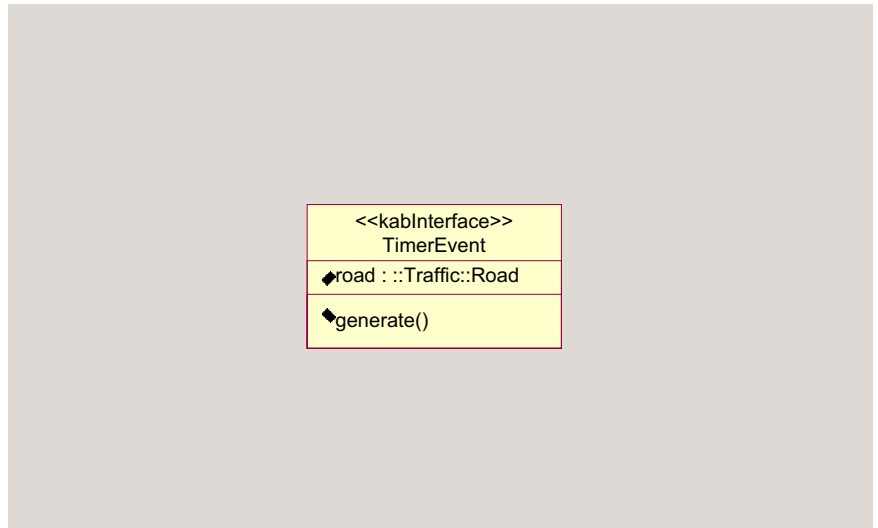 <<kabInterface>>
TimerEvent
road : ::Traffic::Road
generate()